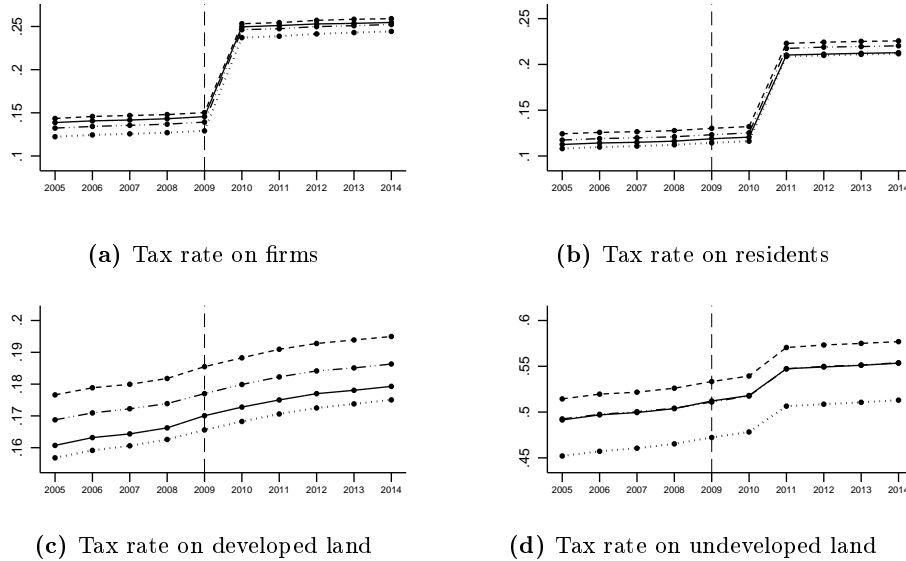 .25
.2
.15
.1
2005 2006 2007 2008 2009 2010 2011 2012 2013 2014
(a) Tax rate on firms
.25
.2
.15
.1
2005 2006 2007 2008 2009 2010 2011 2012 2013 2014
(b) Tax rate on residents
.2
.19
.18
.17
.16
2005 2006 2007 2008 2009 2010 2011 2012 2013 2014
(c) Tax rate on developed land
.6
.55
.5
.45
2005 2006 2007 2008 2009 2010 2011 2012 2013 2014
(d) Tax rate on undeveloped land